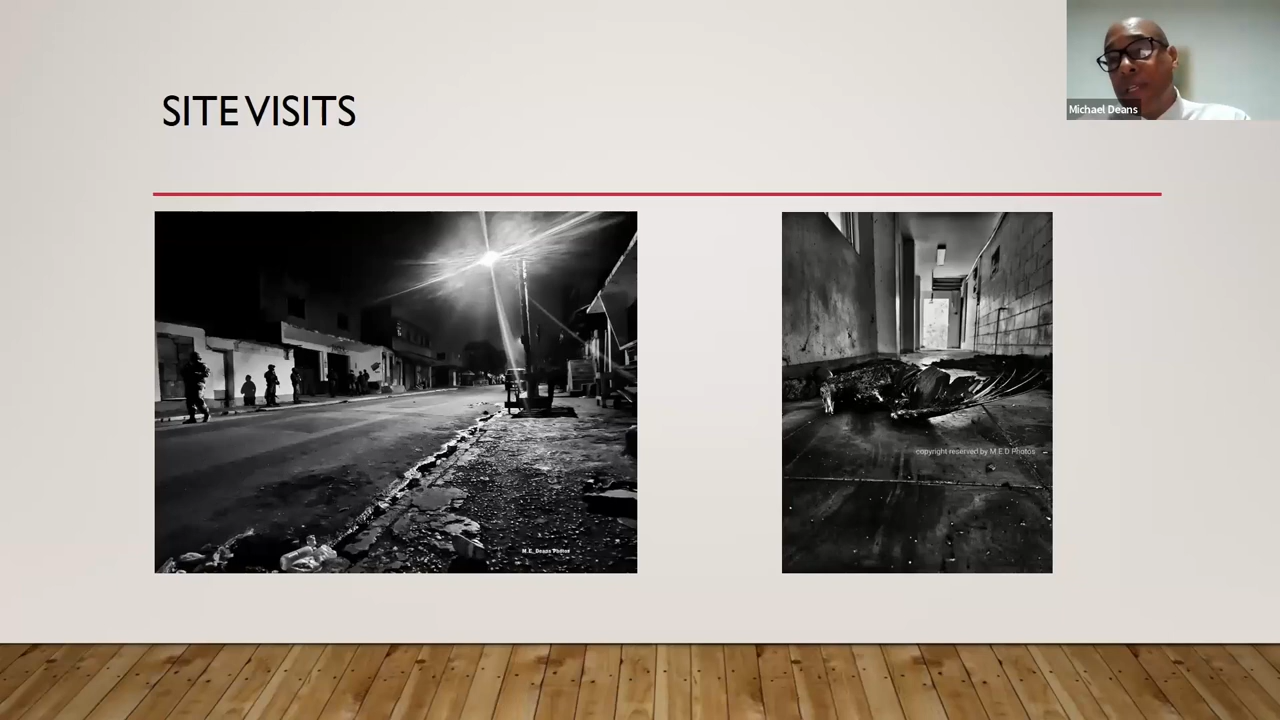 SITE VISITS
Michael Deans
copyright reserved by M E D Photos
M.E. Deans Photos